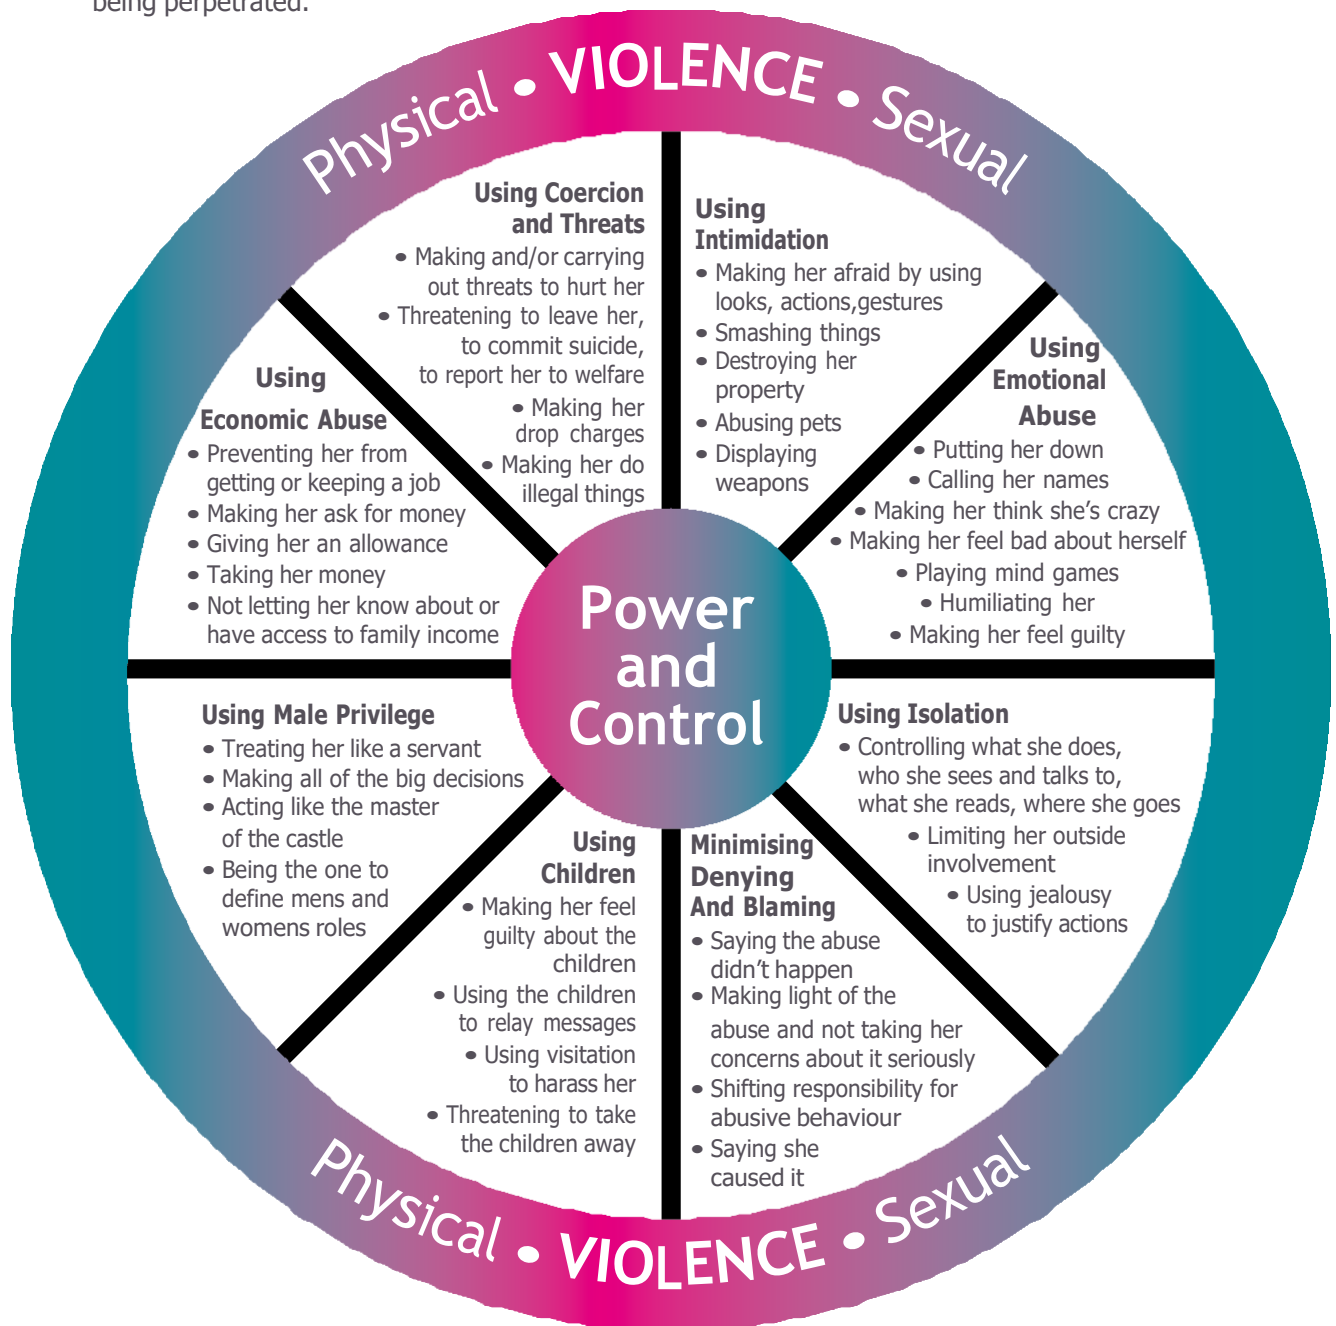 being perpetrated.
Physical • VIOLENCE • Sexual
Using Coercion
and Threats
• Making and/or carrying
out threats to hurt her
• Threatening to leave her,
to commit suicide,
to report her to welfare
• Making her
drop charges
• Making her do
illegal things
Using
Intimidation
• Making her afraid by using
looks, actions,gestures
• Smashing things
• Destroying her
property
• Abusing pets
• Displaying
weapons
Using
Emotional
Abuse
• Putting her down
• Calling her names
• Making her think she's crazy
• Making her feel bad about herself
• Playing mind games
• Humiliating her
• Making her feel guilty
Using
Economic Abuse
• Preventing her from
getting or keeping a job
• Making her ask for money
• Giving her an allowance
• Taking her money
• Not letting her know about or
have access to family income
Power
and
Control
Using Male Privilege
• Treating her like a servant
• Making all of the big decisions
• Acting like the master
of the castle
• Being the one to
define mens and
womens roles
Using Isolation
• Controlling what she does,
who she sees and talks to,
what she reads, where she goes
• Limiting her outside
involvement
• Using jealousy
to justify actions
Using
Children
• Making her feel
guilty about the
children
• Using the children
to relay messages
• Using visitation
to harass her
• Threatening to take
the children away
Minimising
Denying
And Blaming
• Saying the abuse
didn't happen
• Making light of the
abuse and not taking her
concerns about it seriously
• Shifting responsibility for
abusive behaviour
• Saying she
caused it
Physical • VIOLENCE • Sexual